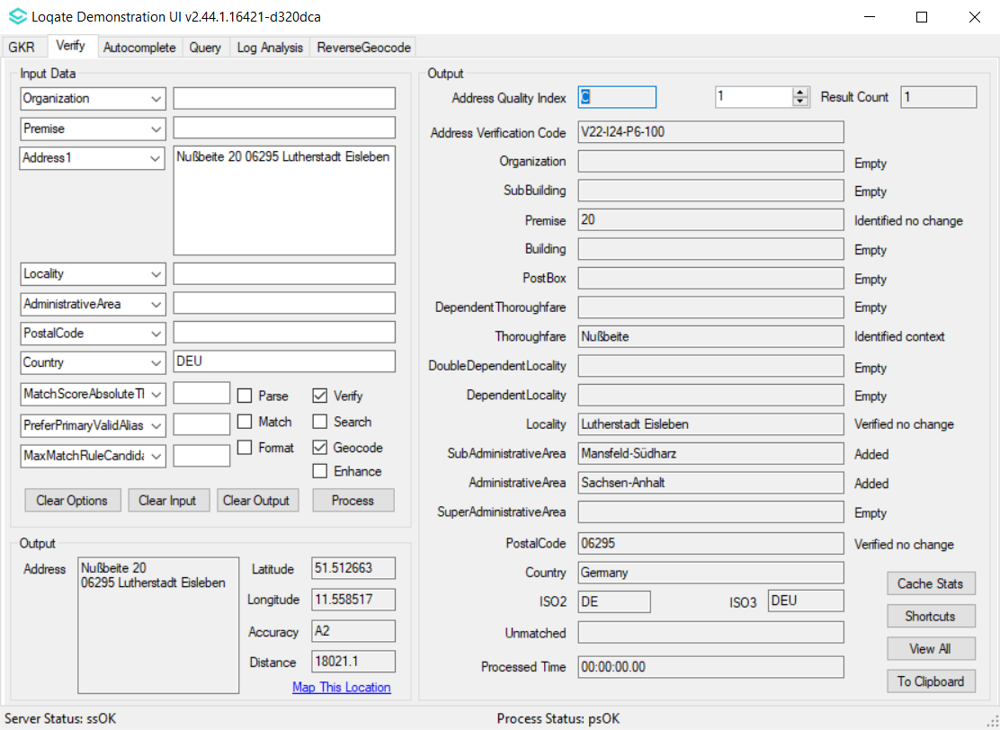 Loqate Demonstration UI v2.44.1.16421-d320dca
GKR Verify Autocomplete Query Log Analysis ReverseGeocode
Input Data
Organization
Premise
Address1 Nußbeite 20 06295 Lutherstadt Eisleben
Locality
AdministrativeArea
PostalCode
Country DEU
MatchScoreAbsoluteTl Parse Verify
PreferPrimaryValidAlias Match Search
MaxMatchRuleCandida Format Geocode
Enhance
Clear Options Clear Input Clear Output Process
Output
Address Nußbeite 20
06295 Lutherstadt Eisleben
Latitude 51.512663
Longitude 11.558517
Accuracy A2
Distance 18021.1
Map This Location
Output
Address Quality Index C 1 Result Count 1
Address Verification Code V22-I24-P6-100
Organization Empty
SubBuilding Empty
Premise 20 Identified no change
Building Empty
PostBox Empty
DependentThoroughfare Empty
Thoroughfare Nußbeite Identified context
DoubleDependentLocality Empty
DependentLocality Empty
Locality Lutherstadt Eisleben Verified no change
SubAdministrativeArea Mansfeld-Südharz Added
AdministrativeArea Sachsen-Anhalt Added
SuperAdministrativeArea Empty
PostalCode 06295 Verified no change
Country Germany
ISO2 DE ISO3 DEU
Unmatched
Processed Time 00:00:00.00
Cache Stats
Shortcuts
View All
To Clipboard
Server Status: ssOK Process Status: psOK